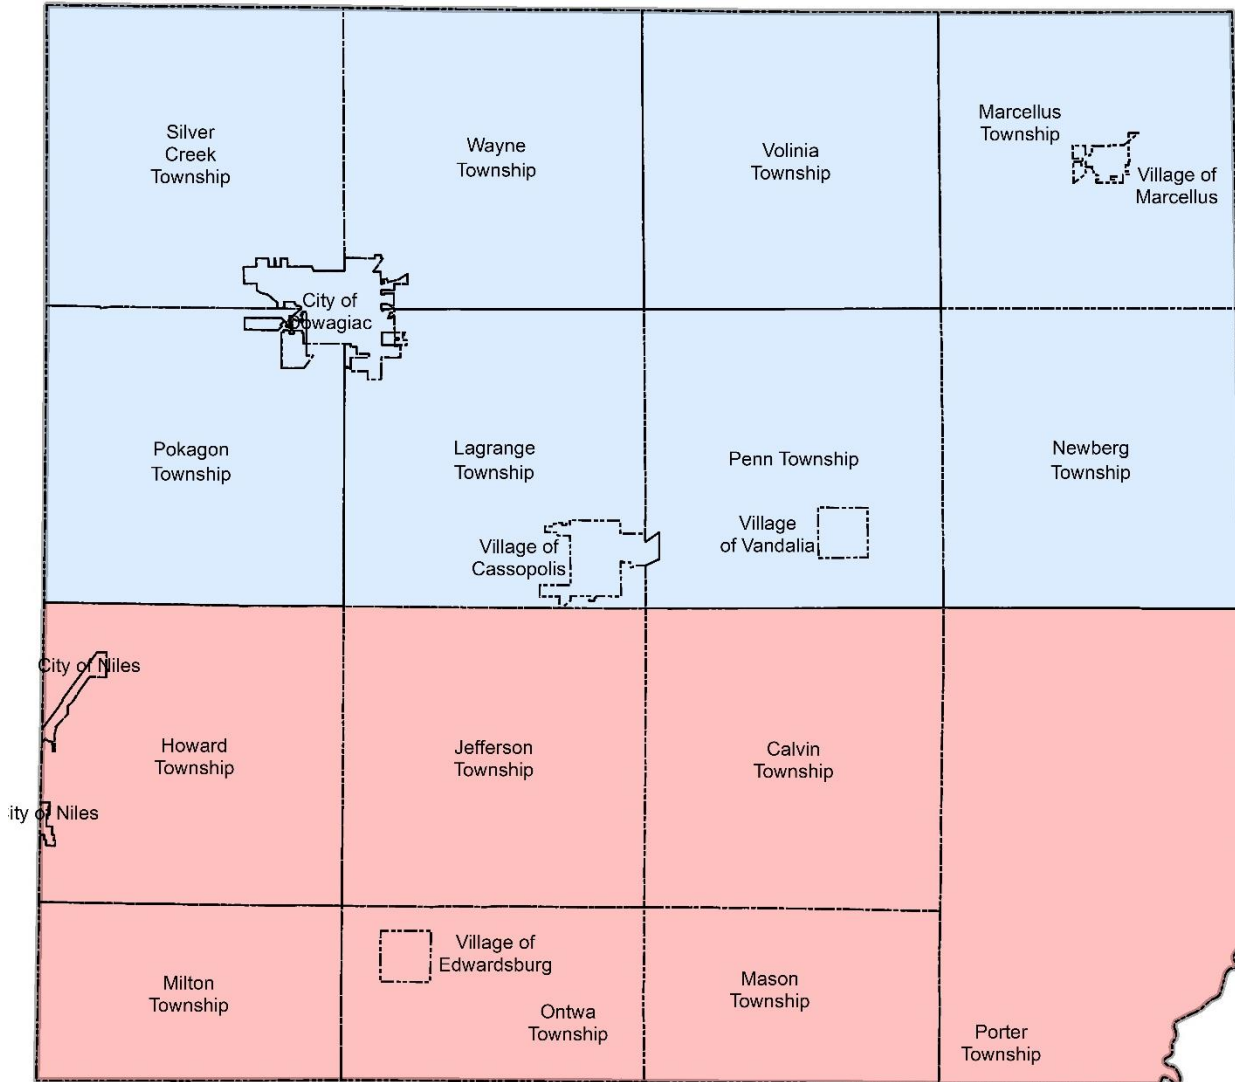 Silver
Creek
Township
Wayne
Township
Volinia
Township
Marcellus
Township
Village of
Marcellus
City of
Dowagiac
Pokagon
Township
Lagrange
Township
Penn Township
Newberg
Township
Village of
Cassopolis
Village
of Vandalia
City of Niles
Howard
Township
Jefferson
Township
Calvin
Township
ity of Niles
Village of
Edwardsburg
Milton
Township
Ontwa
Township
Mason
Township
Porter
Township